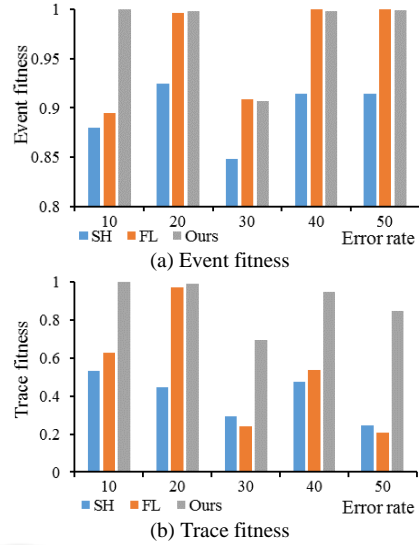 1
0.95
0.9
0.85
0.8
Event fitness
10 20 30 40 50
SH FL Ours Error rate
(a) Event fitness
1
0.8
0.6
0.4
0.2
0
Trace fitness
10 20 30 40 50
SH FL Ours Error rate
(b) Trace fitness